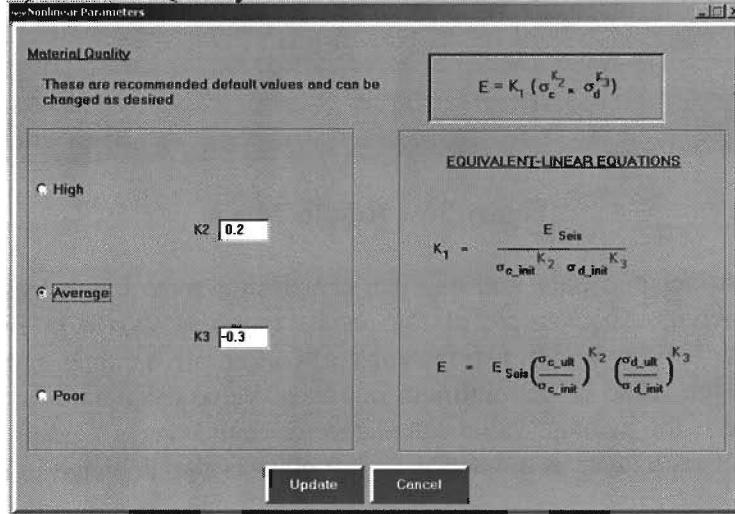 Nonlinear Parameters
Material Quality
These are recommended default values and can be
changed as desired
High
K2 0.2
Average
K3 -0.3
Poor
E = K1 (σc^K2 * σd^K3)
EQUIVALENT-LINEAR EQUATIONS
K1 = E Seis / (σc_init^K2 σd_init^K3)
E = E Seis (σc_ult/σc_init)^K2 (σd_ult/σd_init)^K3
Update
Cancel